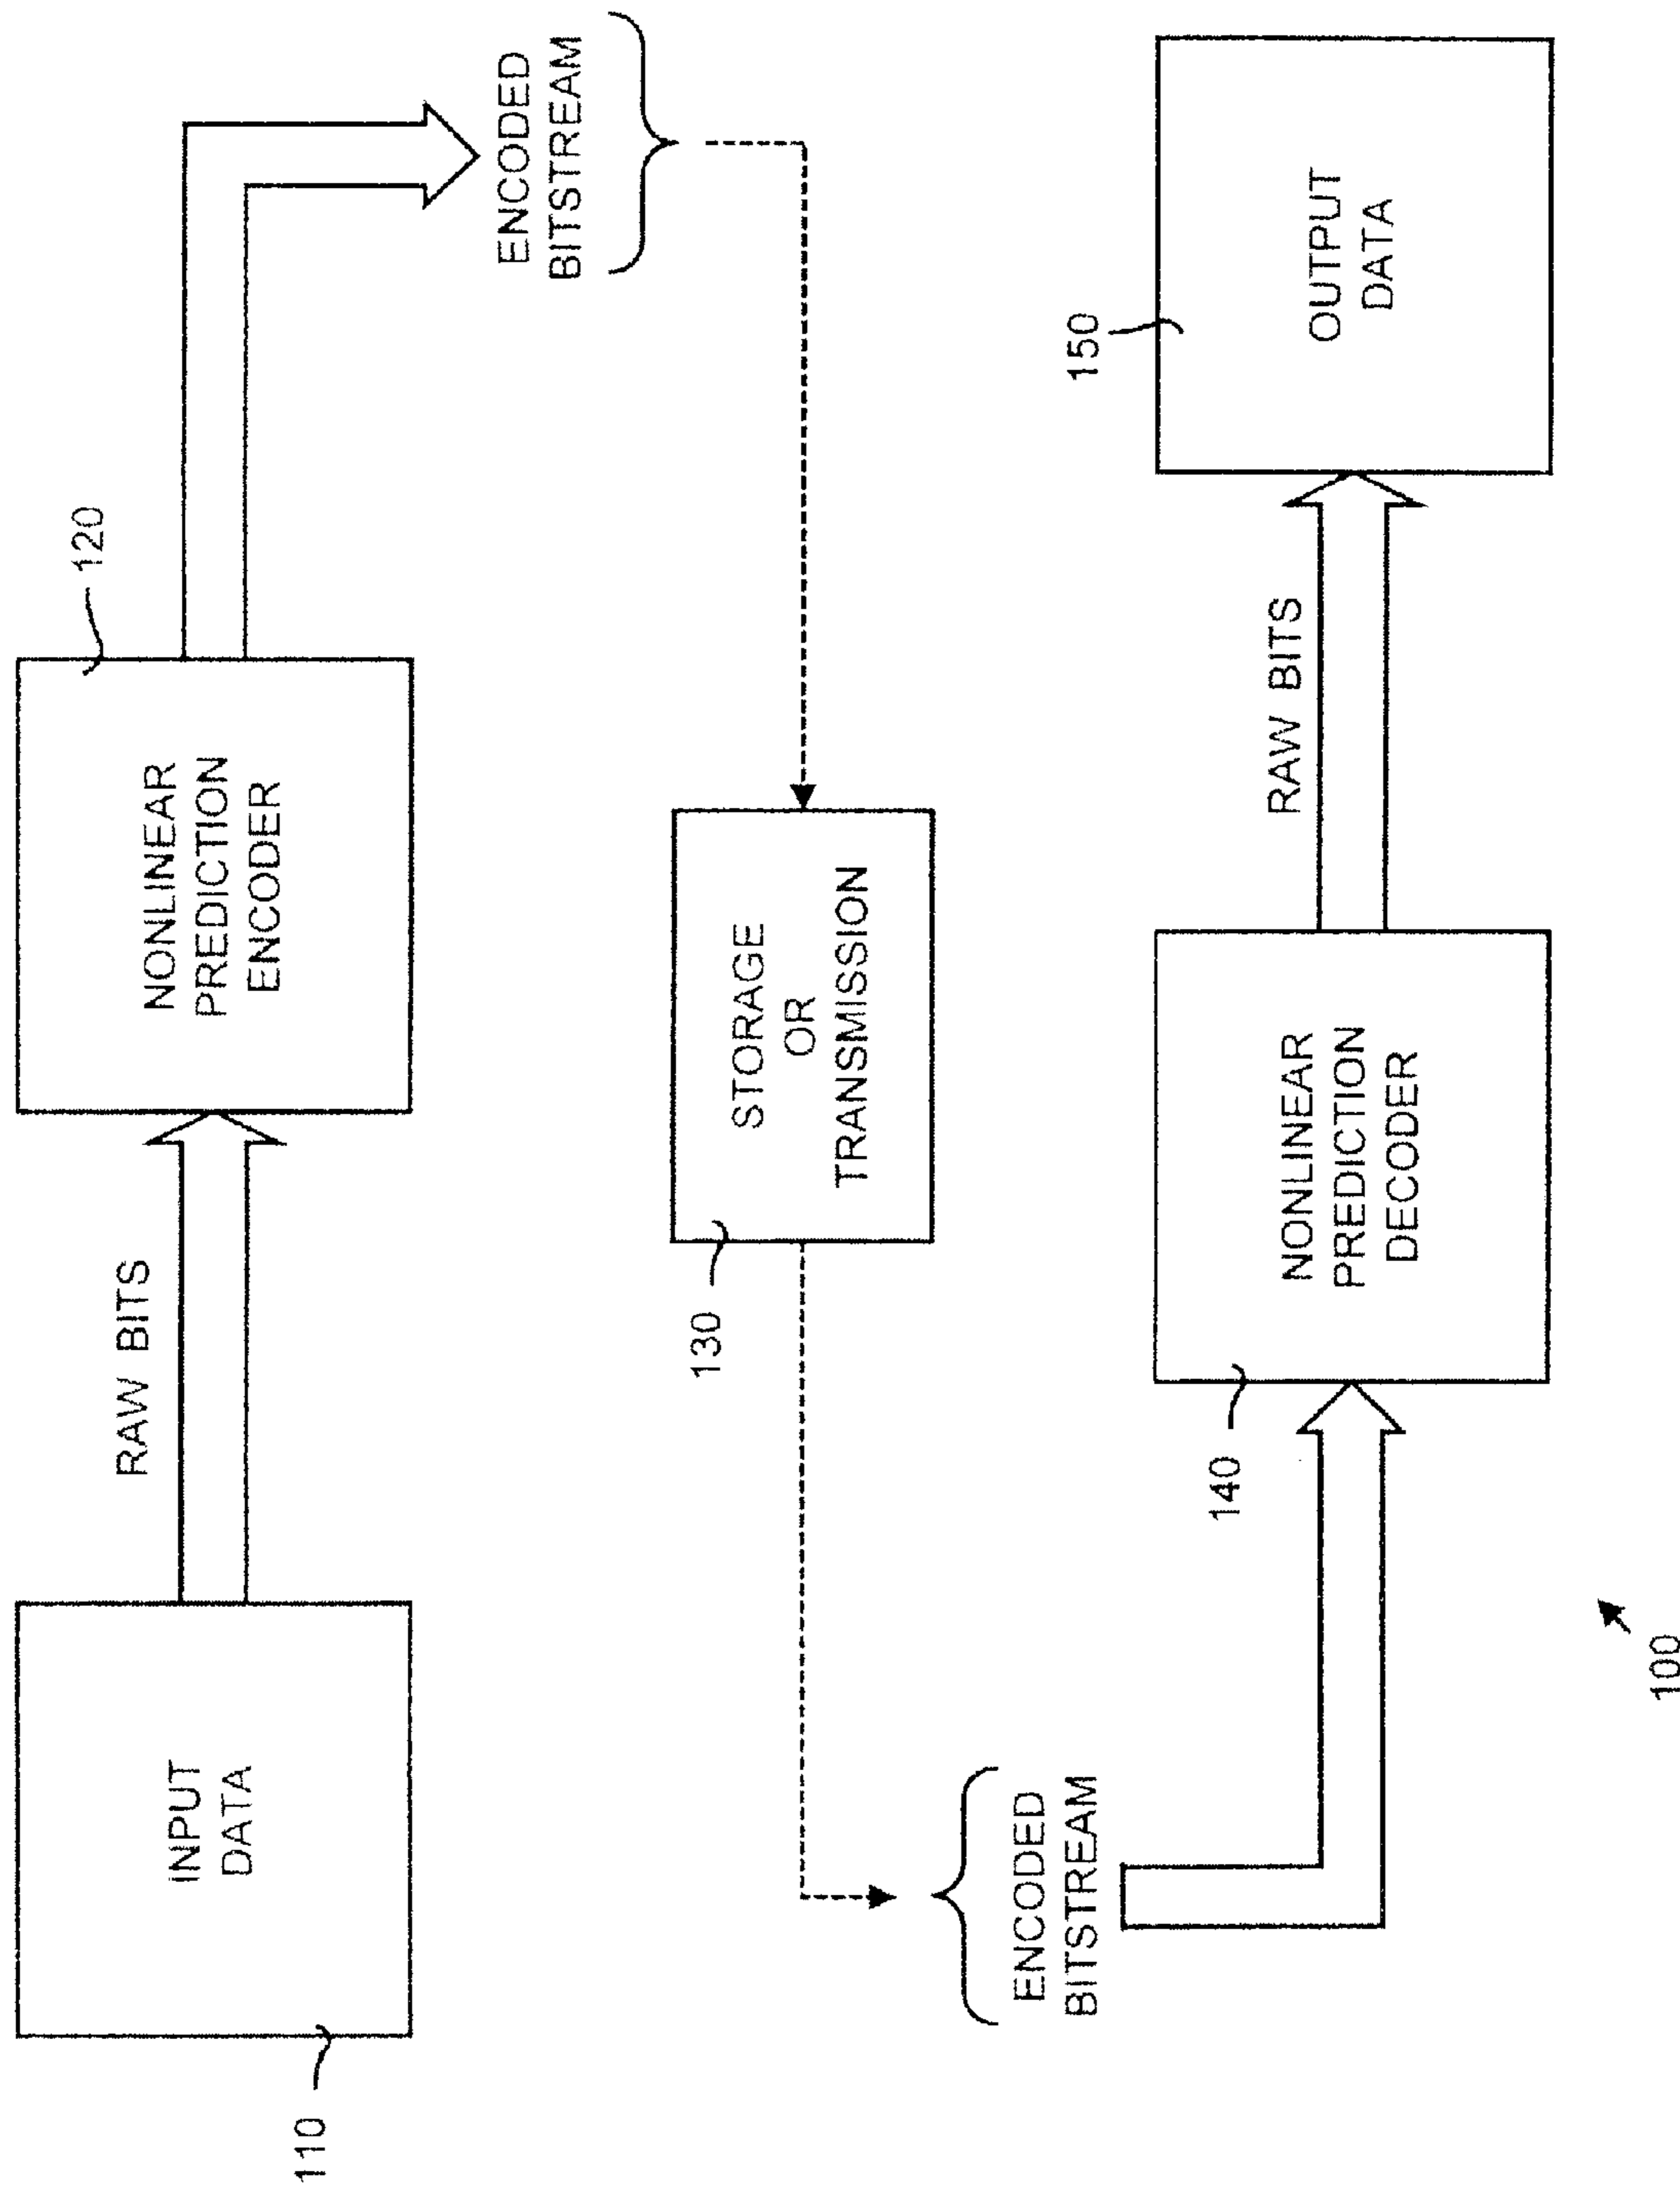 INPUT
DATA
110
RAW BITS
NONLINEAR
PREDICTION
ENCODER
120
ENCODED
BITSTREAM
STORAGE
OR
TRANSMISSION
130
ENCODED
BITSTREAM
NONLINEAR
PREDICTION
DECODER
140
RAW BITS
OUTPUT
DATA
150
100